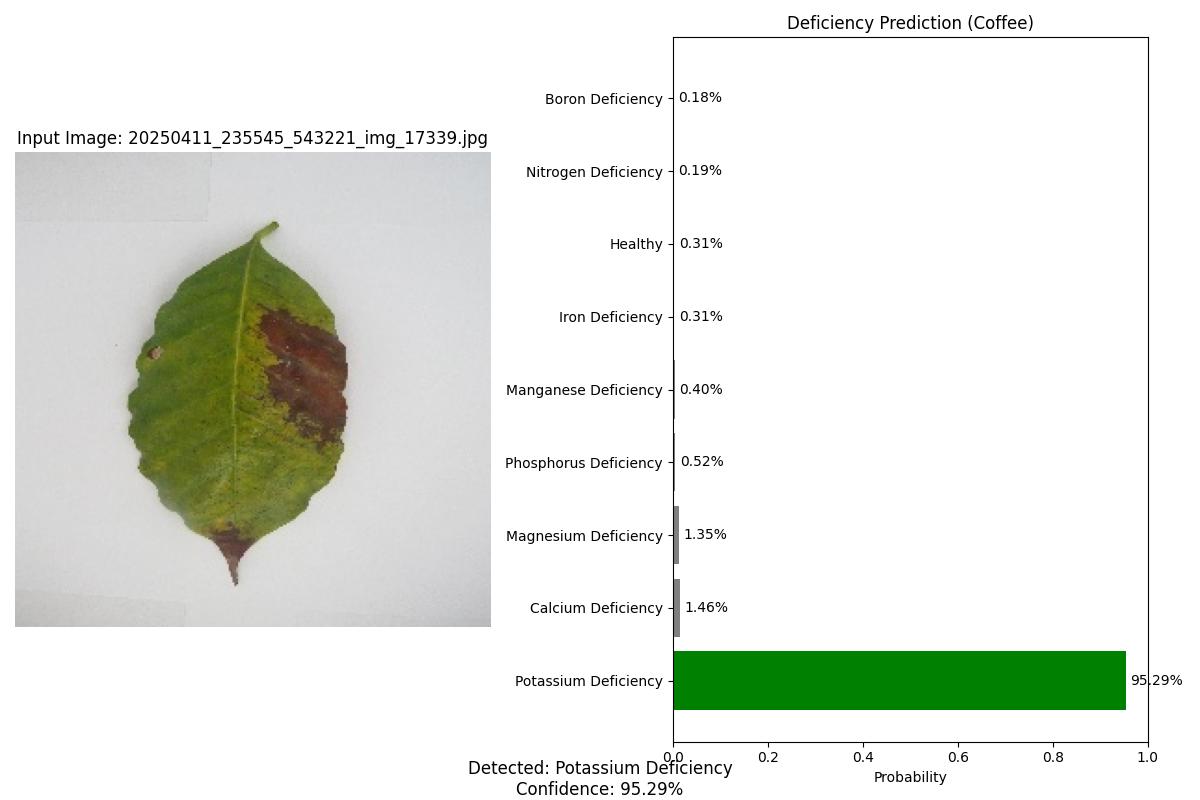 Deficiency Prediction (Coffee)
Input Image: 20250411_235545_543221_img_17339.jpg
Boron Deficiency 0.18%
Nitrogen Deficiency 0.19%
Healthy 0.31%
Iron Deficiency 0.31%
Manganese Deficiency 0.40%
Phosphorus Deficiency 0.52%
Magnesium Deficiency 1.35%
Calcium Deficiency 1.46%
Potassium Deficiency 95.29%
0.0 0.2 0.4 0.6 0.8 1.0
Probability
Detected: Potassium Deficiency
Confidence: 95.29%